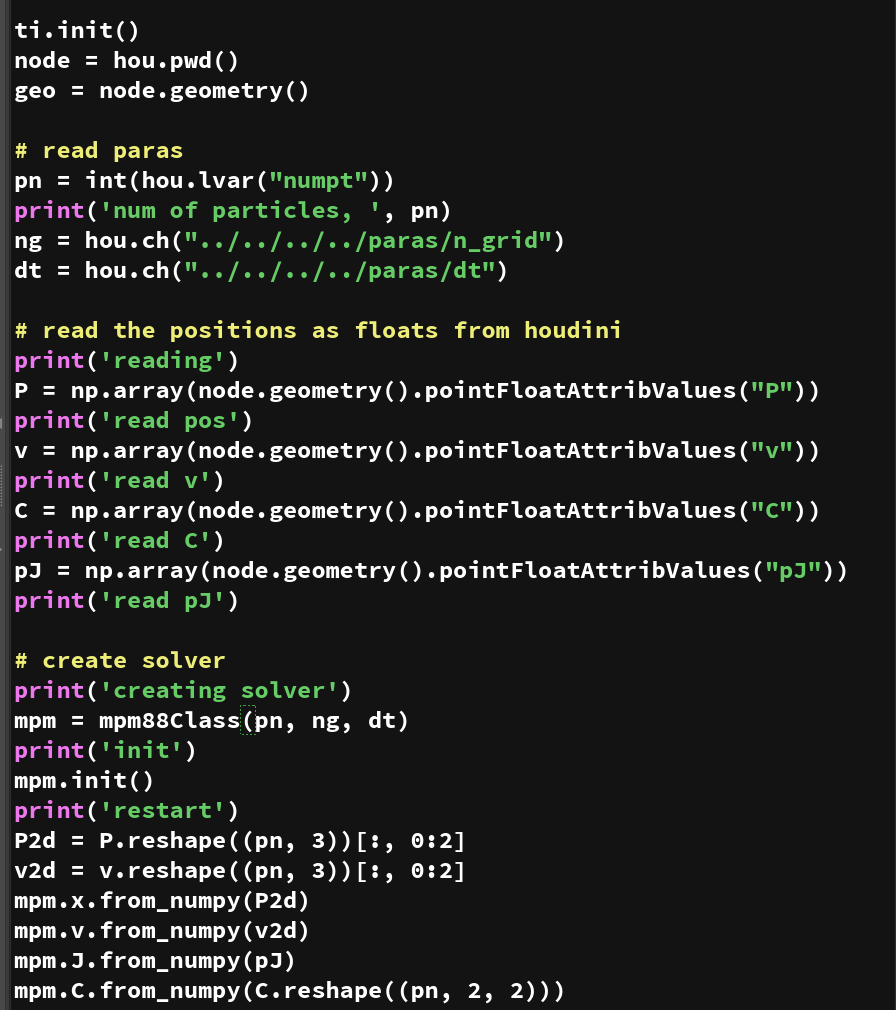 ti.init()
node = hou.pwd()
geo = node.geometry()
# read paras
pn = int(hou.lvar("numpt"))
print('num of particles, ', pn)
ng = hou.ch("../../../../paras/n_grid")
dt = hou.ch("../../../../paras/dt")
# read the positions as floats from houdini
print('reading')
P = np.array(node.geometry().pointFloatAttribValues("P"))
print('read pos')
v = np.array(node.geometry().pointFloatAttribValues("v"))
print('read v')
C = np.array(node.geometry().pointFloatAttribValues("C"))
print('read C')
pJ = np.array(node.geometry().pointFloatAttribValues("pJ"))
print('read pJ')
# create solver
print('creating solver')
mpm = mpm88Class(pn, ng, dt)
print('init')
mpm.init()
print('restart')
P2d = P.reshape((pn, 3))[:, 0:2]
v2d = v.reshape((pn, 3))[:, 0:2]
mpm.x.from_numpy(P2d)
mpm.v.from_numpy(v2d)
mpm.J.from_numpy(pJ)
mpm.C.from_numpy(C.reshape((pn, 2, 2)))